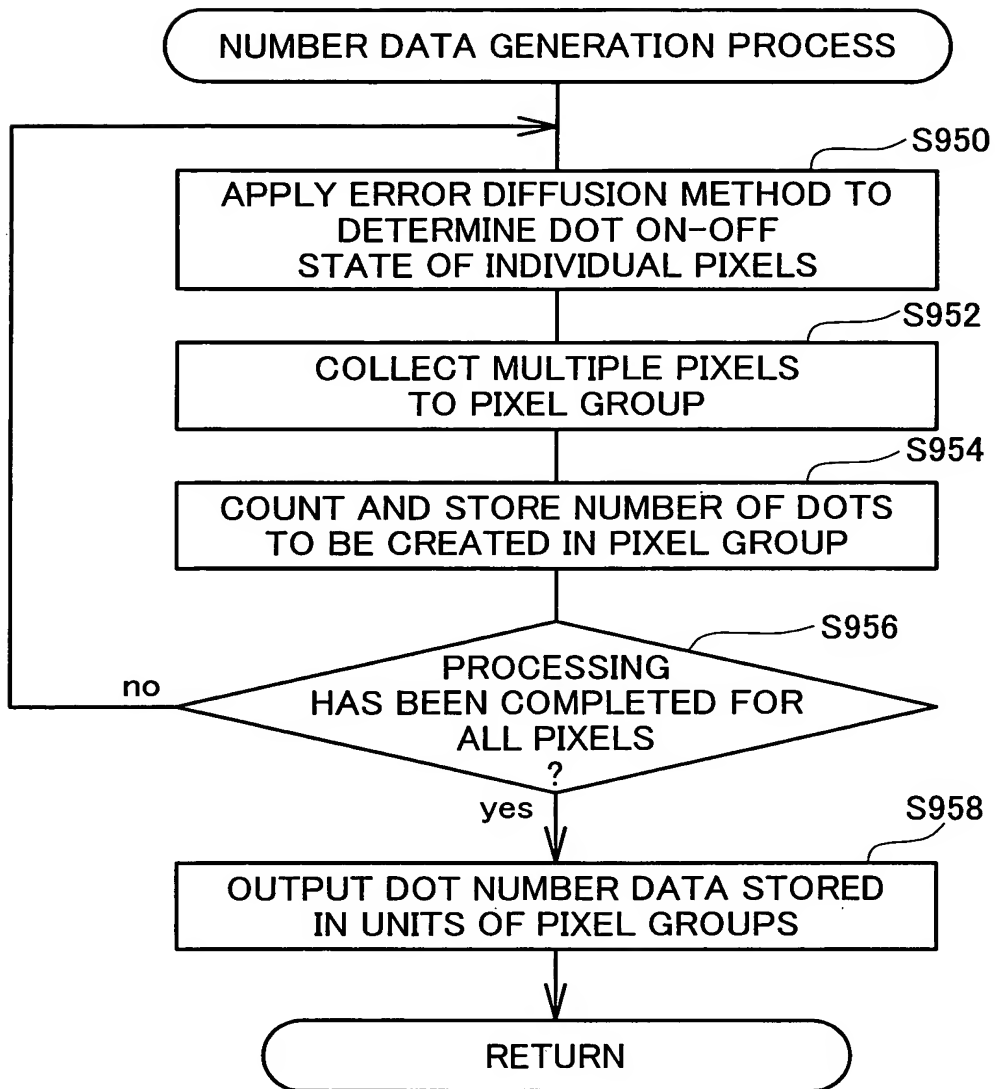 NUMBER DATA GENERATION PROCESS
S950
APPLY ERROR DIFFUSION METHOD TO
DETERMINE DOT ON-OFF
STATE OF INDIVIDUAL PIXELS
S952
COLLECT MULTIPLE PIXELS
TO PIXEL GROUP
S954
COUNT AND STORE NUMBER OF DOTS
TO BE CREATED IN PIXEL GROUP
S956
PROCESSING
HAS BEEN COMPLETED FOR
ALL PIXELS
?
no
yes
S958
OUTPUT DOT NUMBER DATA STORED
IN UNITS OF PIXEL GROUPS
RETURN